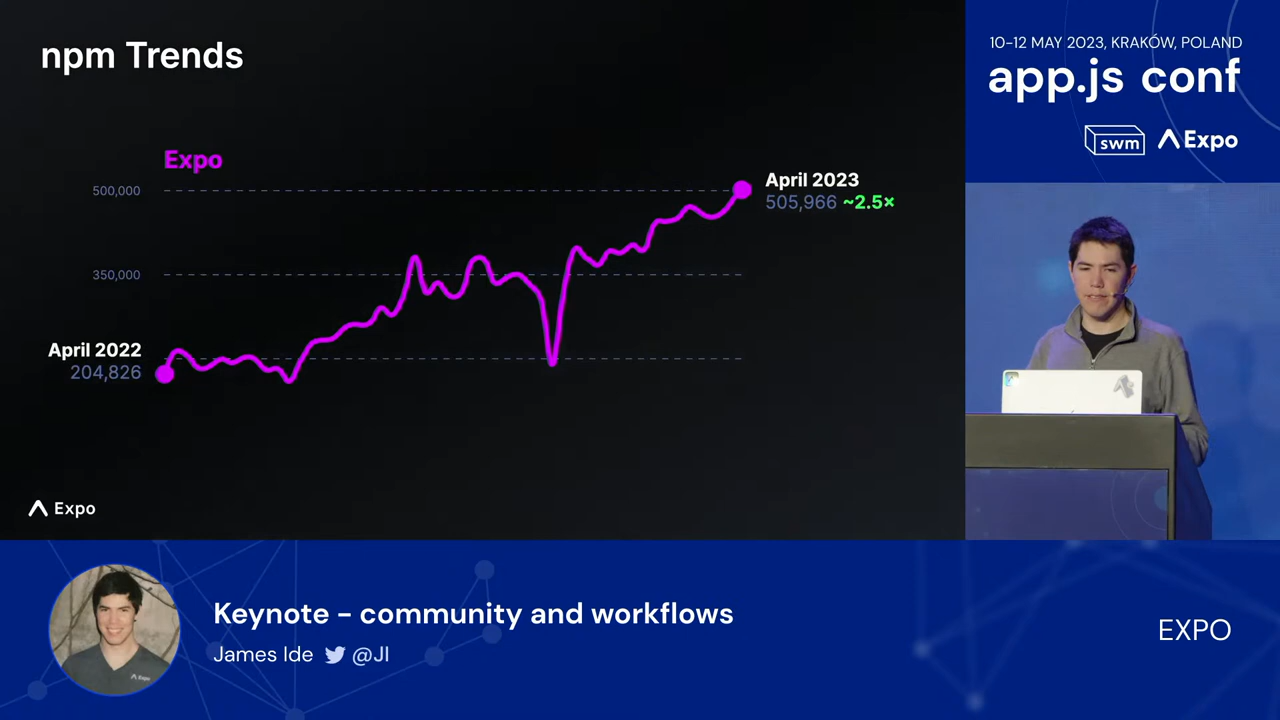 npm Trends
Expo
500,000
350,000
April 2022
204,826
April 2023
505,966 ~2.5×
Expo
10-12 MAY 2023, KRAKÓW, POLAND
app.js conf
swm
Expo
Keynote - community and workflows
James Ide @JI
EXPO